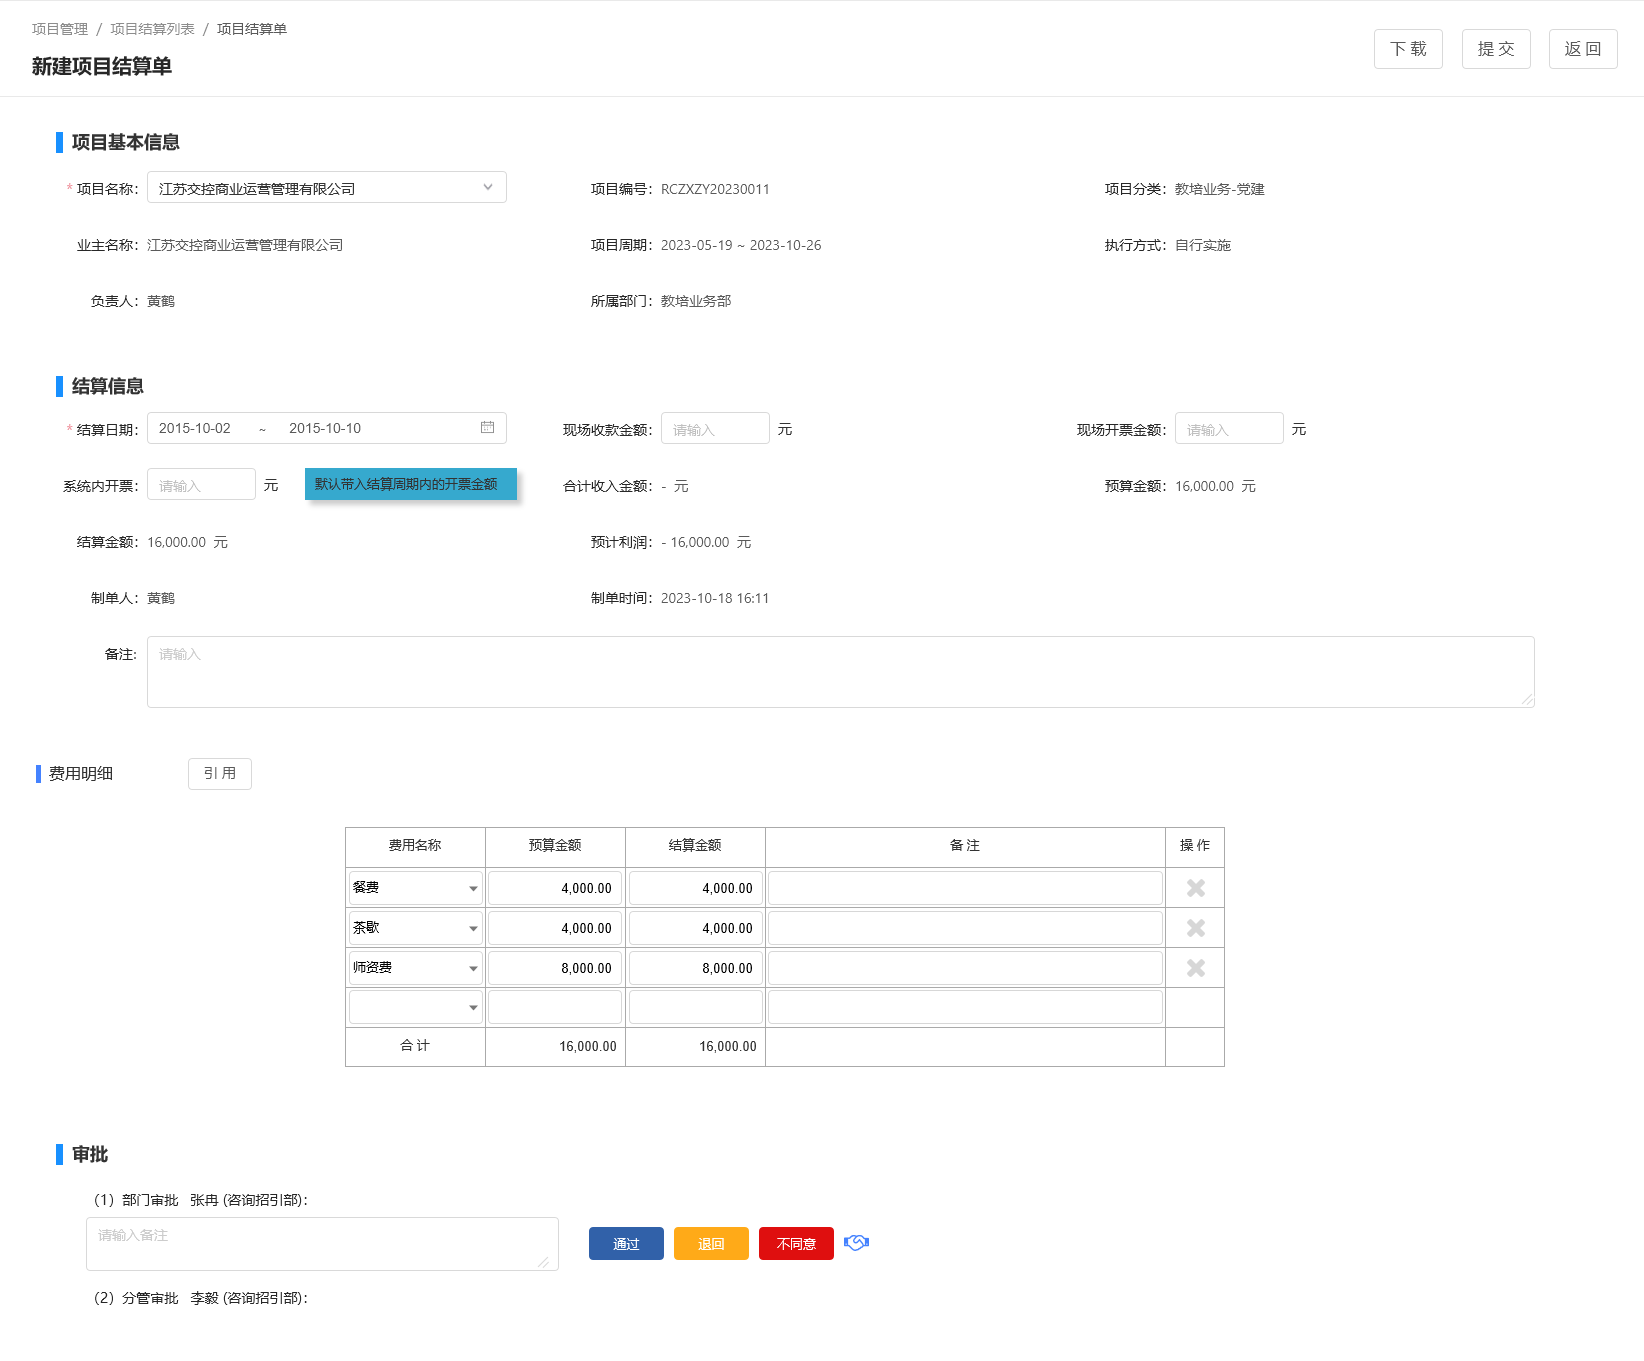 项目管理 / 项目结算列表 / 项目结算单
新建项目结算单
下 载 提 交 返 回
项目基本信息
* 项目名称: 江苏交控商业运营管理有限公司 项目编号: RCZXZY20230011 项目分类: 教培业务-党建
业主名称: 江苏交控商业运营管理有限公司 项目周期: 2023-05-19 ~ 2023-10-26 执行方式: 自行实施
负责人: 黄鹤 所属部门: 教培业务部
结算信息
* 结算日期: 2015-10-02 ~ 2015-10-10 现场收款金额: 请输入 元 现场开票金额: 请输入 元
系统内开票: 请输入 元 默认带入结算周期内的开票金额 合计收入金额: - 元 预算金额: 16,000.00 元
结算金额: 16,000.00 元 预计利润: - 16,000.00 元
制单人: 黄鹤 制单时间: 2023-10-18 16:11
备注: 请输入
费用明细 引 用
费用名称 预算金额 结算金额 备 注 操 作
餐费 4,000.00 4,000.00
茶歇 4,000.00 4,000.00
师资费 8,000.00 8,000.00
合 计 16,000.00 16,000.00
审批
（1）部门审批 张冉 (咨询招引部):
请输入备注 通过 退回 不同意
（2）分管审批 李毅 (咨询招引部):